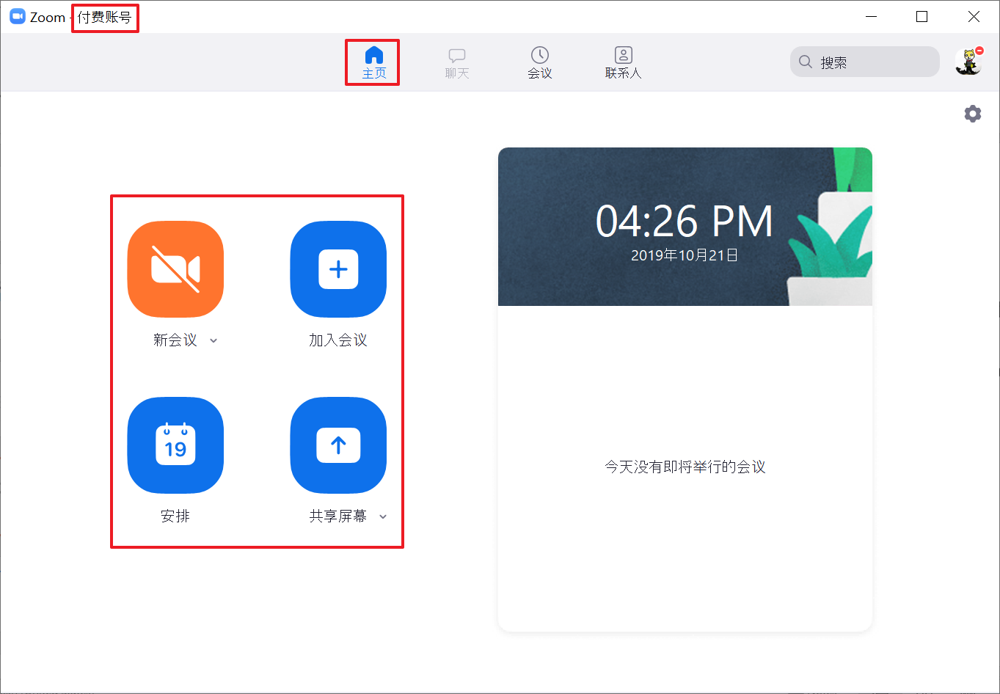 Zoom - 付费账号
主页
聊天
会议
联系人
搜索
新会议
加入会议
19
安排
共享屏幕
04:26 PM
2019年10月21日
今天没有即将举行的会议